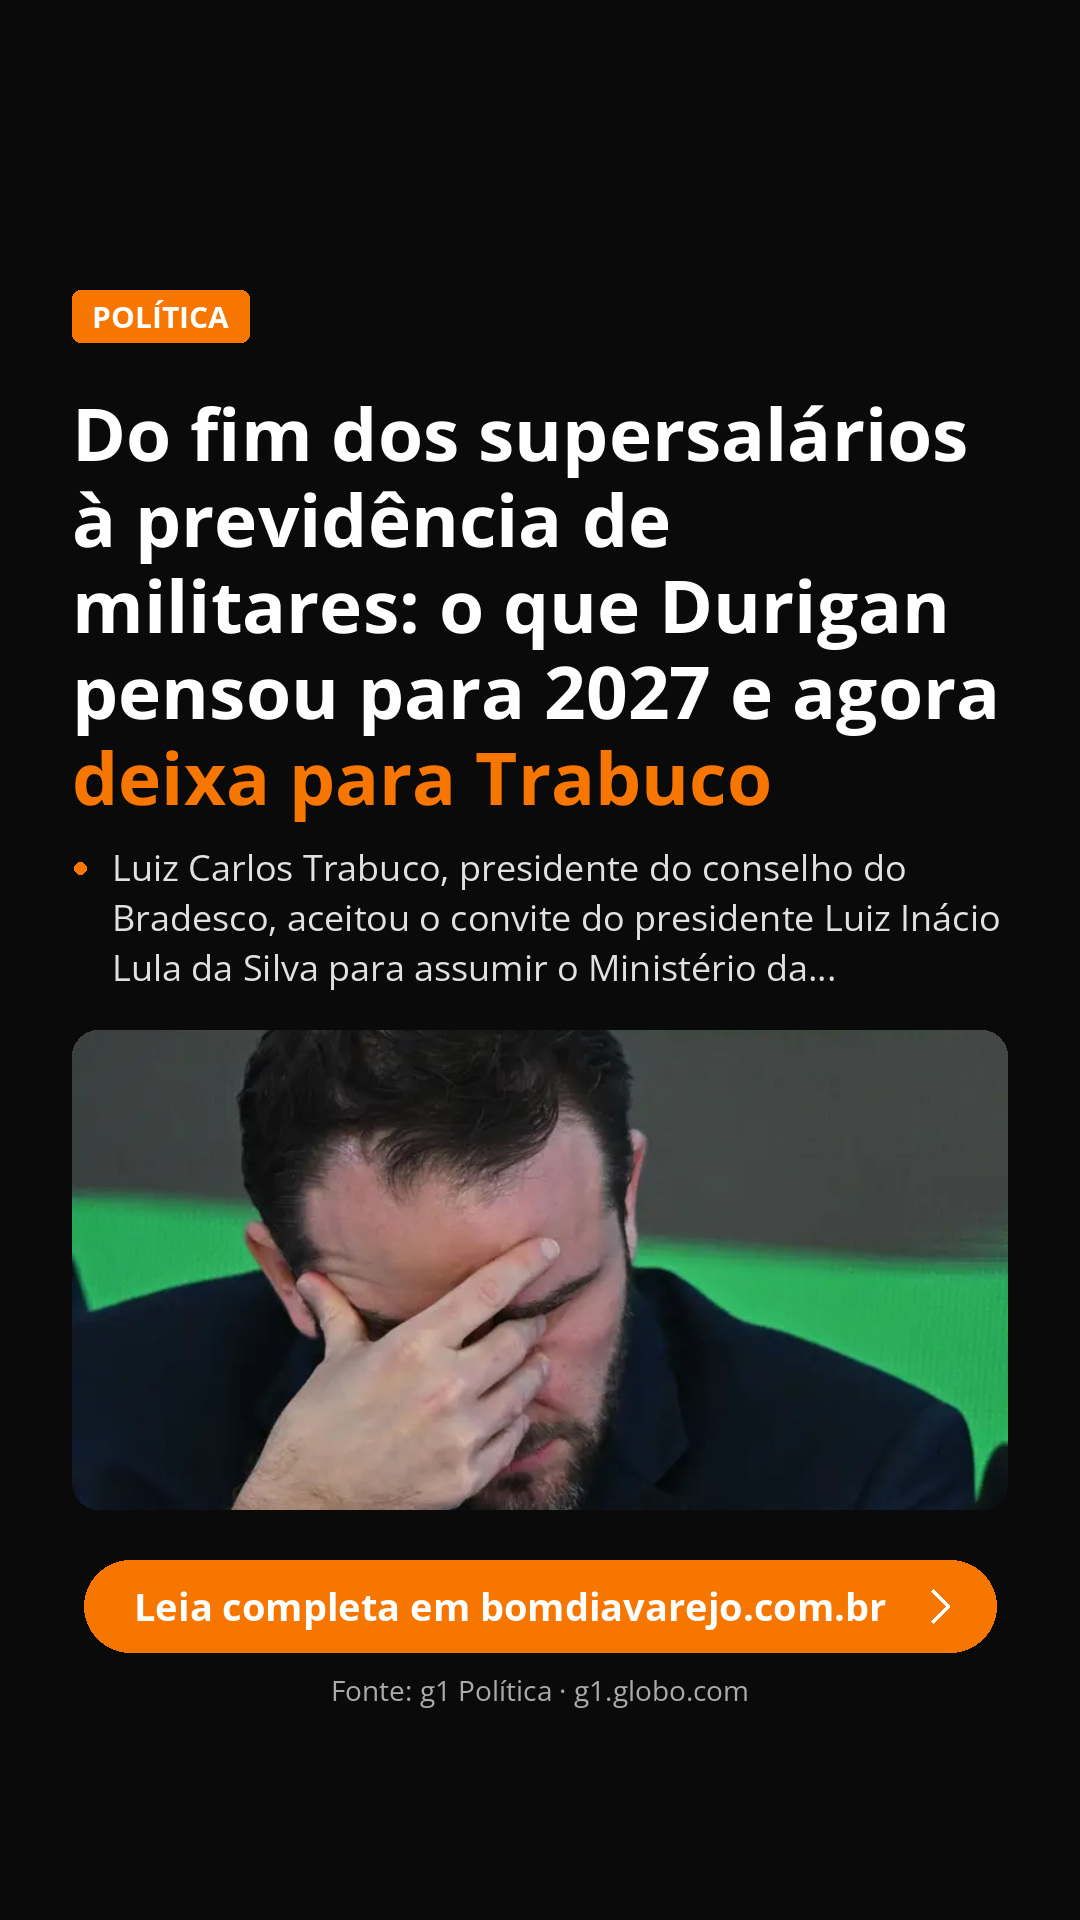 POLÍTICA
Do fim dos supersalários
à previdência de
militares: o que Durigan
pensou para 2027 e agora
deixa para Trabuco
Luiz Carlos Trabuco, presidente do conselho do
Bradesco, aceitou o convite do presidente Luiz Inácio
Lula da Silva para assumir o Ministério da...
Leia completa em bomdiavarejo.com.br
Fonte: g1 Política · g1.globo.com